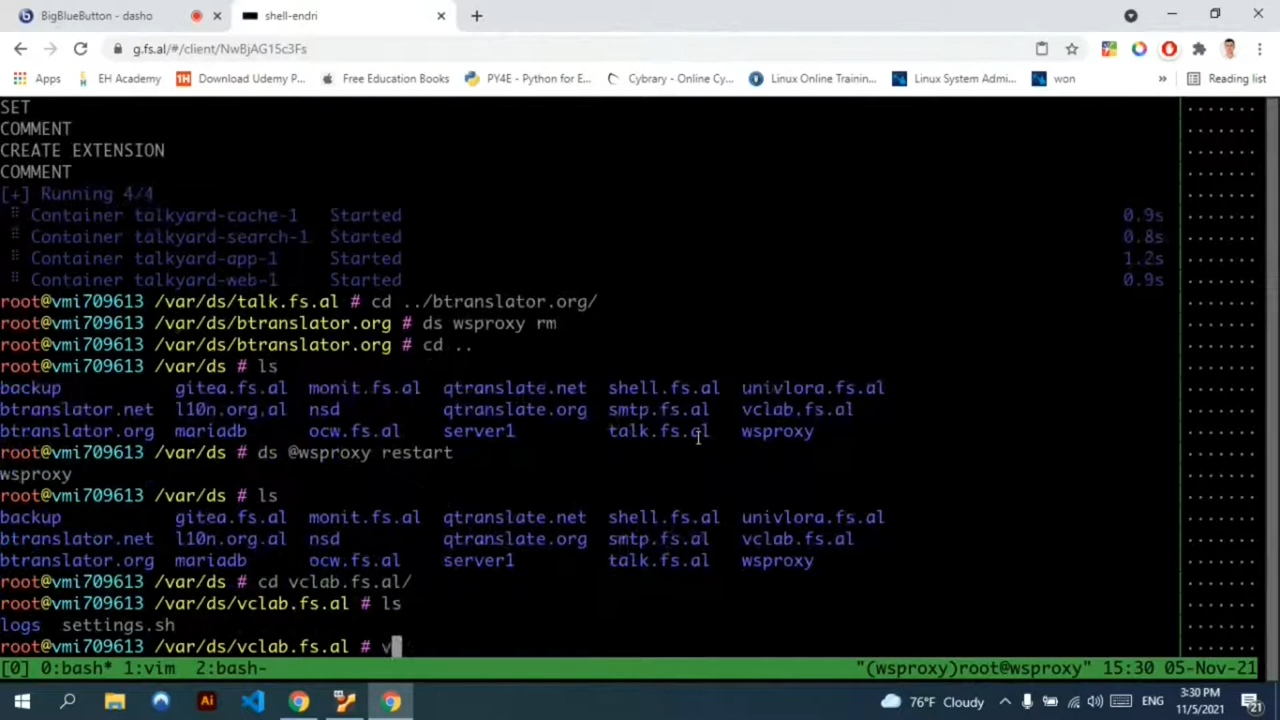 BigBlueButton - dasho
shell-endri
g.fs.al/#/client/NwBjAG15c3Fs
Apps EH Academy Download Udemy P... Free Education Books PY4E - Python for E... Cybrary - Online Cy... Linux Online Trainin... Linux System Admi... won » Reading list
SET
COMMENT
CREATE EXTENSION
COMMENT
[+] Running 4/4
⠿ Container talkyard-cache-1 Started 0.9s
⠿ Container talkyard-search-1 Started 0.8s
⠿ Container talkyard-app-1 Started 1.2s
⠿ Container talkyard-web-1 Started 0.9s
root@vmi709613 /var/ds/talk.fs.al # cd ../btranslator.org/
root@vmi709613 /var/ds/btranslator.org # ds wsproxy rm
root@vmi709613 /var/ds/btranslator.org # cd ..
root@vmi709613 /var/ds # ls
backup gitea.fs.al monit.fs.al qtranslate.net shell.fs.al univlora.fs.al
btranslator.net l10n.org.al nsd qtranslate.org smtp.fs.al vclab.fs.al
btranslator.org mariadb ocw.fs.al server1 talk.fs.al wsproxy
root@vmi709613 /var/ds # ds @wsproxy restart
wsproxy
root@vmi709613 /var/ds # ls
backup gitea.fs.al monit.fs.al qtranslate.net shell.fs.al univlora.fs.al
btranslator.net l10n.org.al nsd qtranslate.org smtp.fs.al vclab.fs.al
btranslator.org mariadb ocw.fs.al server1 talk.fs.al wsproxy
root@vmi709613 /var/ds # cd vclab.fs.al/
root@vmi709613 /var/ds/vclab.fs.al # ls
logs settings.sh
root@vmi709613 /var/ds/vclab.fs.al # v
[0] 0:bash* 1:vim 2:bash- "(wsproxy)root@wsproxy" 15:30 05-Nov-21
Ai 76°F Cloudy ENG 3:30 PM
11/5/2021
21